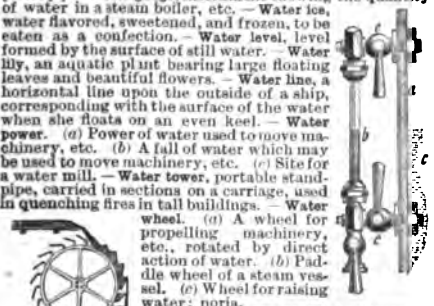 of water in a steam boiler, etc. – Water ice,
water flavored, sweetened, and frozen, to be
eaten as a confection. – Water level, level
formed by the surface of still water. – Water
lily, an aquatic plant bearing large floating
leaves and beautiful flowers. – Water line, a
horizontal line upon the outside of a ship,
corresponding with the surface of the water
when she floats on an even keel. – Water
power. (a) Power of water used to move ma-
chinery, etc. (b) A fall of water which may
be used to move machinery, etc. (c) Site for
a water mill. – Water tower, portable stand-
pipe, carried in sections on a carriage, used
in quenching fires in tall buildings. – Water
wheel. (a) A wheel for
propelling machinery,
etc., rotated by direct
action of water. (b) Pad-
dle wheel of a steam ves-
sel. (c) Wheel for raising
water; noria.
c
a
b
c
c